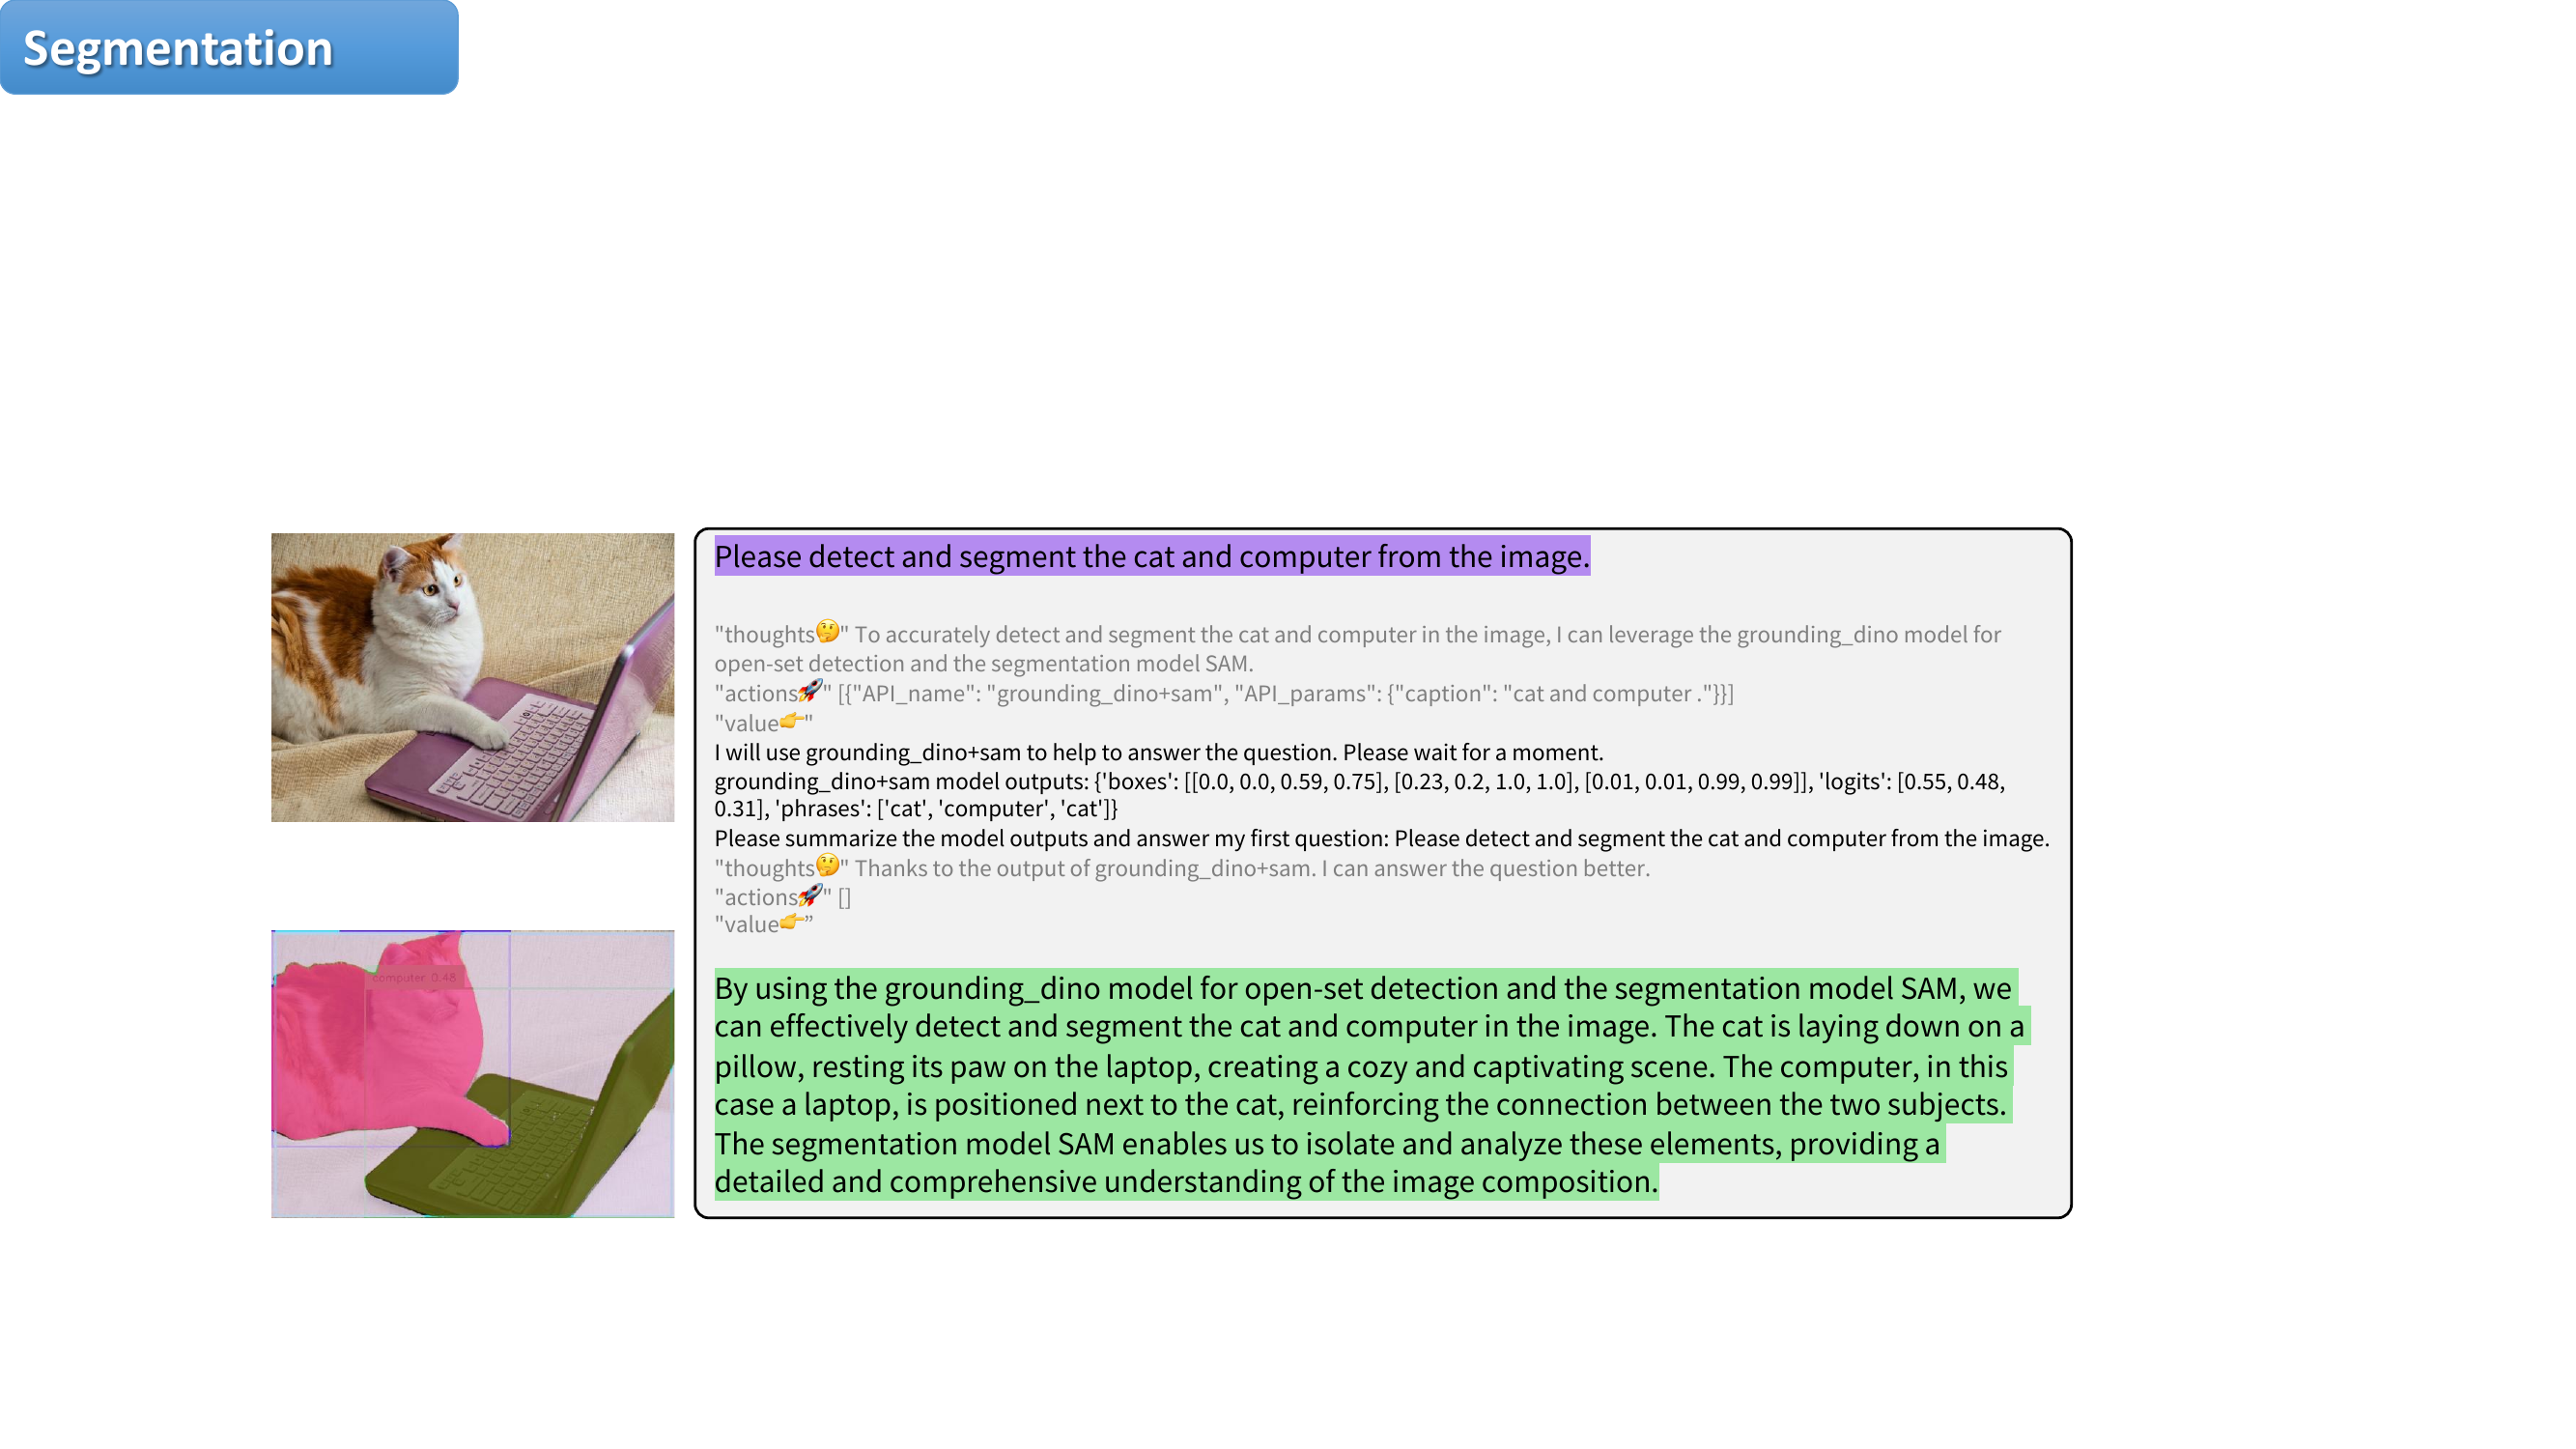 Segmentation
Please detect and segment the cat and computer from the image.
"thoughts🤔" To accurately detect and segment the cat and computer in the image, I can leverage the grounding_dino model for
open-set detection and the segmentation model SAM.
"actions🚀" [{"API_name": "grounding_dino+sam", "API_params": {"caption": "cat and computer ."}}]
"value👉"
I will use grounding_dino+sam to help to answer the question. Please wait for a moment.
grounding_dino+sam model outputs: {'boxes': [[0.0, 0.0, 0.59, 0.75], [0.23, 0.2, 1.0, 1.0], [0.01, 0.01, 0.99, 0.99]], 'logits': [0.55, 0.48,
0.31], 'phrases': ['cat', 'computer', 'cat']}
Please summarize the model outputs and answer my first question: Please detect and segment the cat and computer from the image.
"thoughts🤔" Thanks to the output of grounding_dino+sam. I can answer the question better.
"actions🚀" []
"value👉”
computer 0.48
By using the grounding_dino model for open-set detection and the segmentation model SAM, we
can effectively detect and segment the cat and computer in the image. The cat is laying down on a
pillow, resting its paw on the laptop, creating a cozy and captivating scene. The computer, in this
case a laptop, is positioned next to the cat, reinforcing the connection between the two subjects.
The segmentation model SAM enables us to isolate and analyze these elements, providing a
detailed and comprehensive understanding of the image composition.